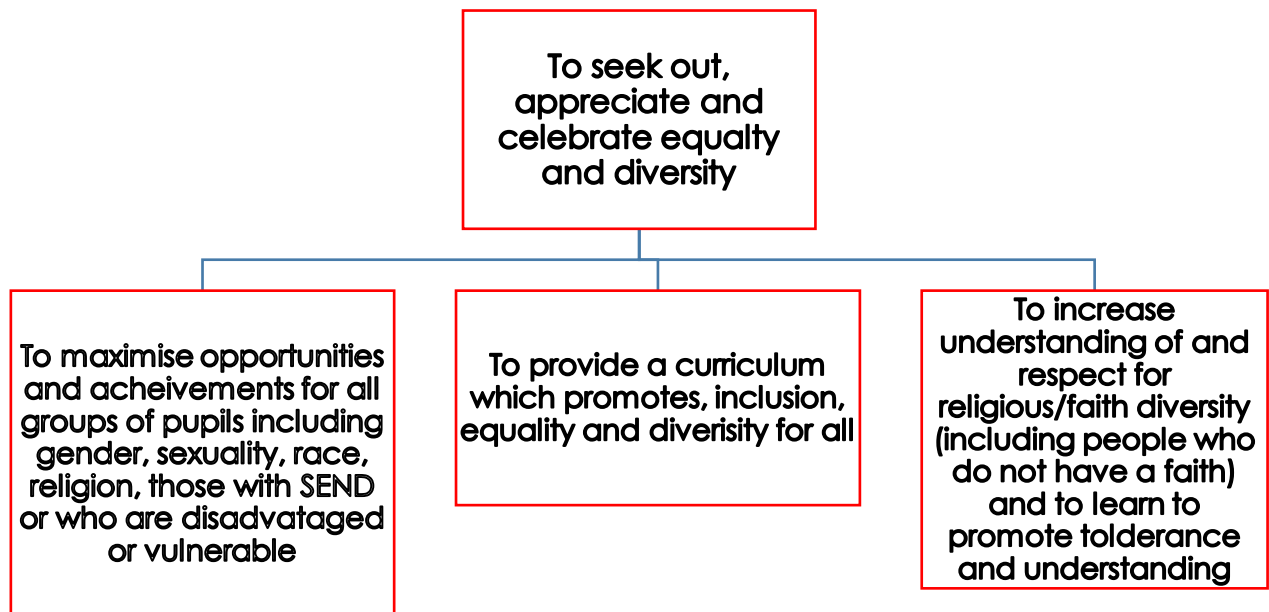 To seek out,
appreciate and
celebrate equalty
and diversity
To maximise opportunities
and acheivements for all
groups of pupils including
gender, sexuality, race,
religion, those with SEND
or who are disadvataged
or vulnerable
To provide a curriculum
which promotes, inclusion,
equality and diverisity for all
To increase
understanding of and
respect for
religious/faith diversity
(including people who
do not have a faith)
and to learn to
promote tolderance
and understanding